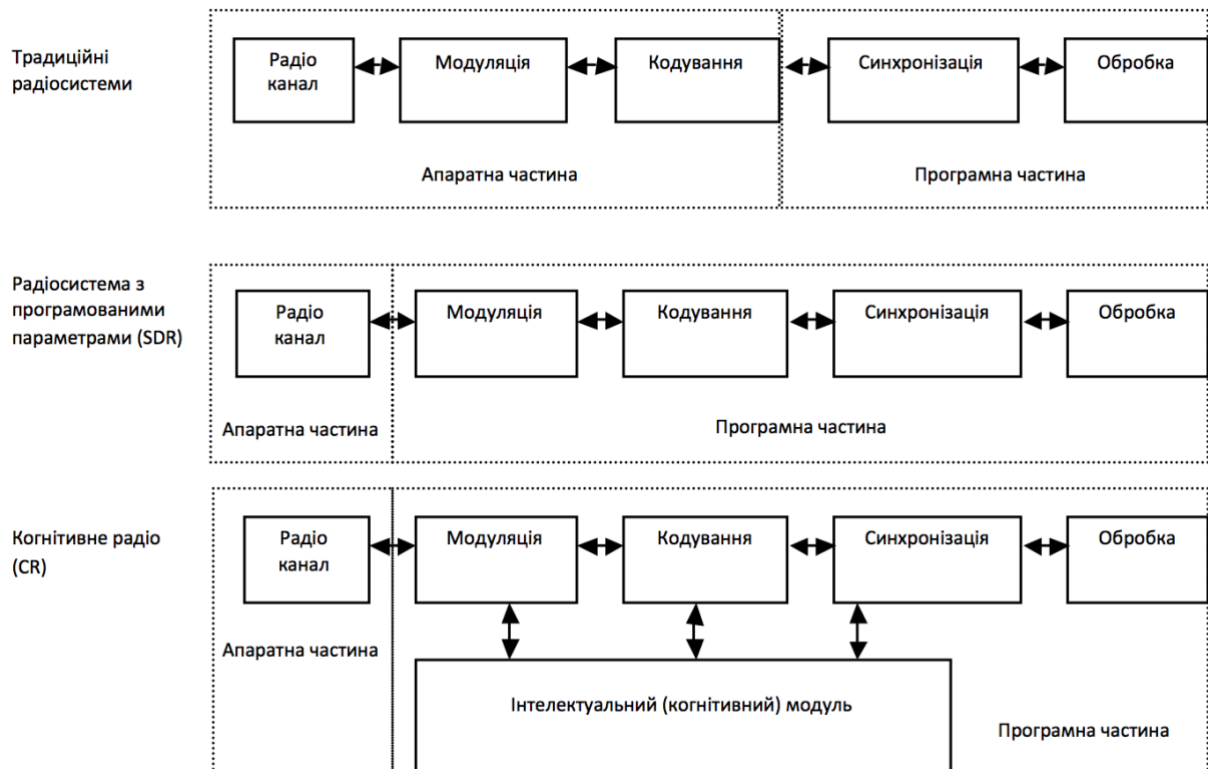 Традиційні
радіосистеми
Радіо
канал
Модуляція
Кодування
Синхронізація
Обробка
Апаратна частина
Програмна частина
Радіосистема з
програмованими
параметрами (SDR)
Радіо
канал
Модуляція
Кодування
Синхронізація
Обробка
Апаратна частина
Програмна частина
Когнітивне радіо
(CR)
Радіо
канал
Модуляція
Кодування
Синхронізація
Обробка
Апаратна частина
Інтелектуальний (когнітивний) модуль
Програмна частина